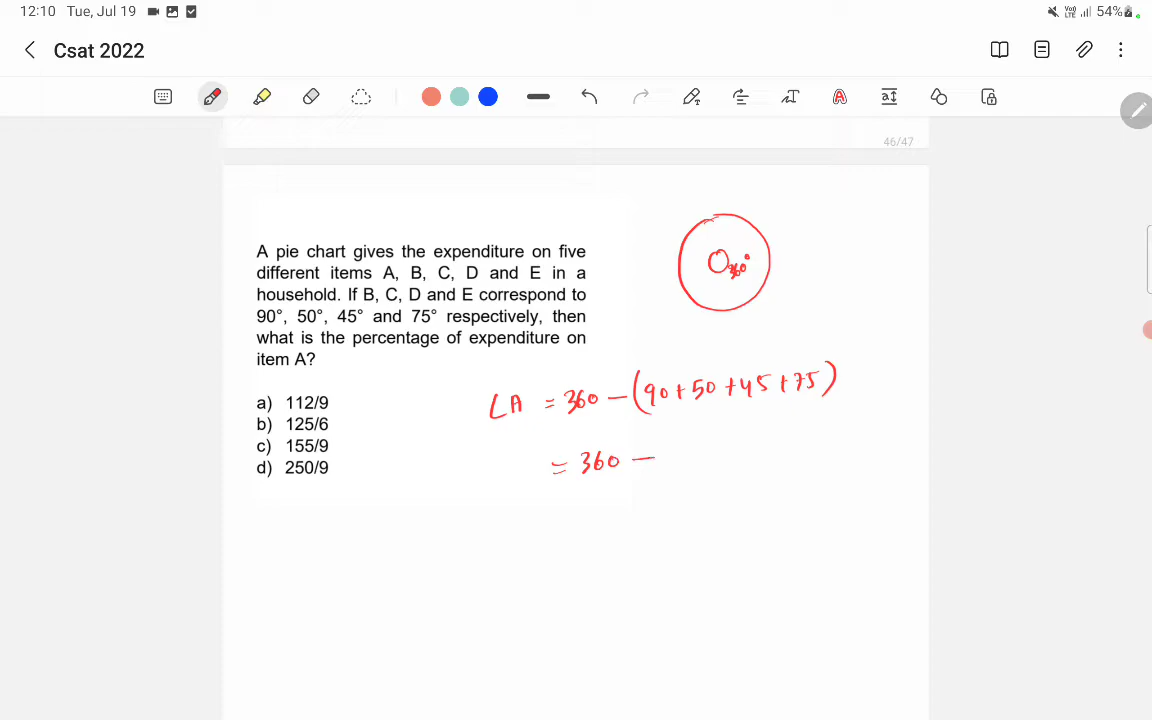 12:10 Tue, Jul 19 54%
Csat 2022
46/47
A pie chart gives the expenditure on five
different items A, B, C, D and E in a
household. If B, C, D and E correspond to
90°, 50°, 45° and 75° respectively, then
what is the percentage of expenditure on
item A?
a) 112/9
b) 125/6
c) 155/9
d) 250/9
360°
∠A = 360 – (90+50+45+75)
= 360 –